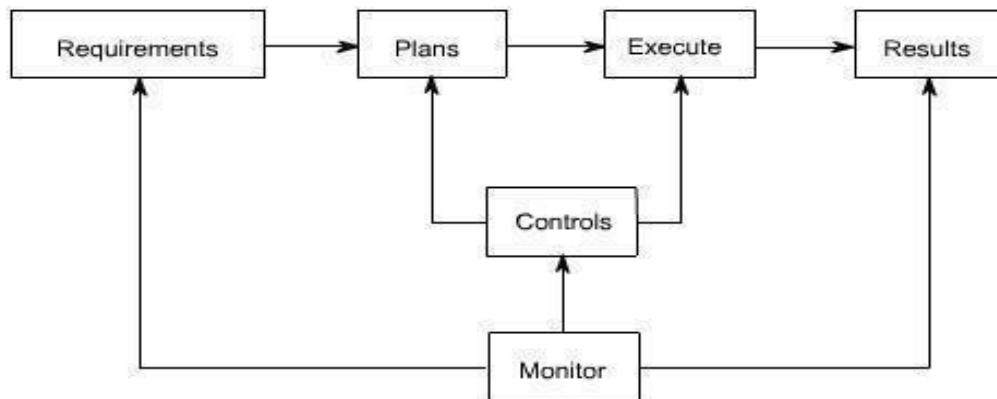 Requirements
Plans
Execute
Results
Controls
Monitor